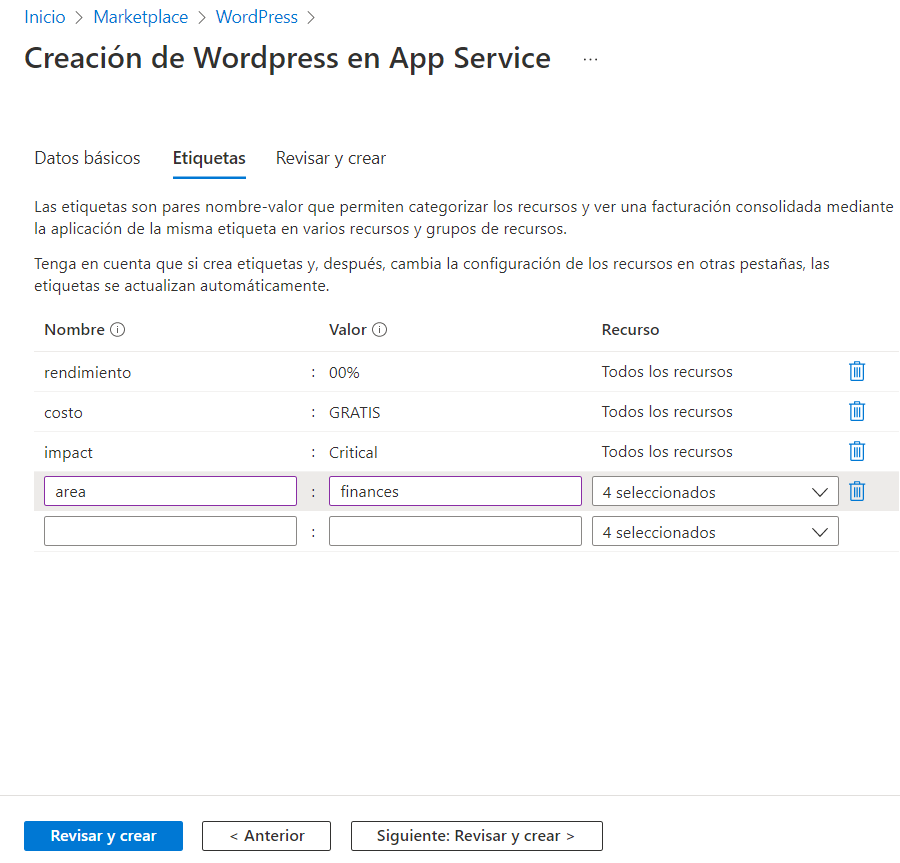 Inicio > Marketplace > WordPress >
Creación de Wordpress en App Service ...
Datos básicos Etiquetas Revisar y crear
Las etiquetas son pares nombre-valor que permiten categorizar los recursos y ver una facturación consolidada mediante
la aplicación de la misma etiqueta en varios recursos y grupos de recursos.
Tenga en cuenta que si crea etiquetas y, después, cambia la configuración de los recursos en otras pestañas, las
etiquetas se actualizan automáticamente.
Nombre Valor Recurso
rendimiento : 00% Todos los recursos
costo : GRATIS Todos los recursos
impact : Critical Todos los recursos
area : finances 4 seleccionados
: 4 seleccionados
Revisar y crear < Anterior Siguiente: Revisar y crear >